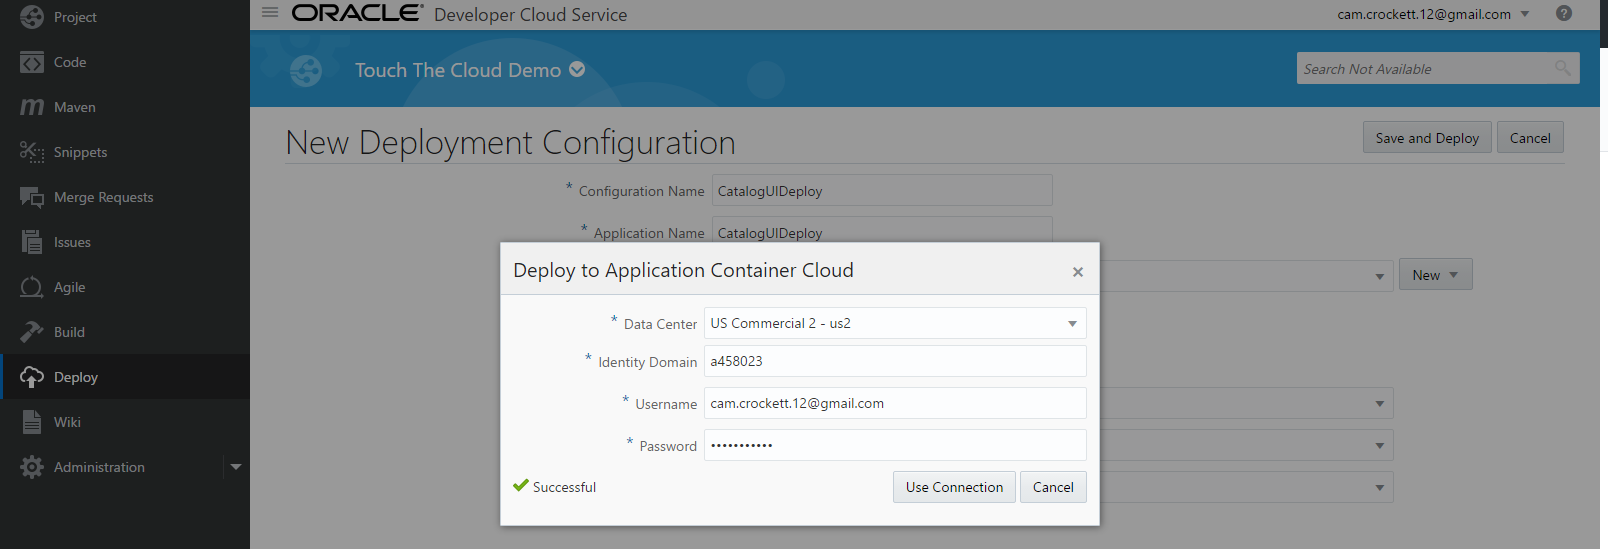 Project
Code
Maven
Snippets
Merge Requests
Issues
Agile
Build
Deploy
Wiki
Administration
ORACLE® Developer Cloud Service
cam.crockett.12@gmail.com
?
Touch The Cloud Demo
Search Not Available
New Deployment Configuration
Save and Deploy
Cancel
* Configuration Name CatalogUIDeploy
* Application Name CatalogUIDeploy
New
Deploy to Application Container Cloud
* Data Center US Commercial 2 - us2
* Identity Domain a458023
* Username cam.crockett.12@gmail.com
* Password •••••••••••
Successful
Use Connection
Cancel